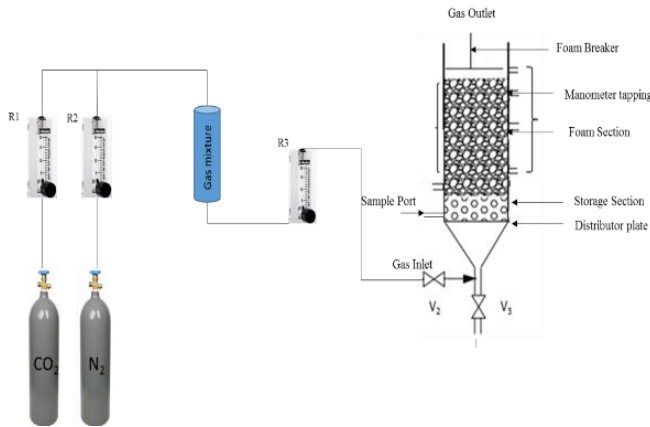 Gas Outlet
Foam Breaker
Manometer tapping
Foam Section
Storage Section
Distributor plate
Sample Port
Gas Inlet
V2
V3
R1
R2
R3
Gas mixture
CO2
N2